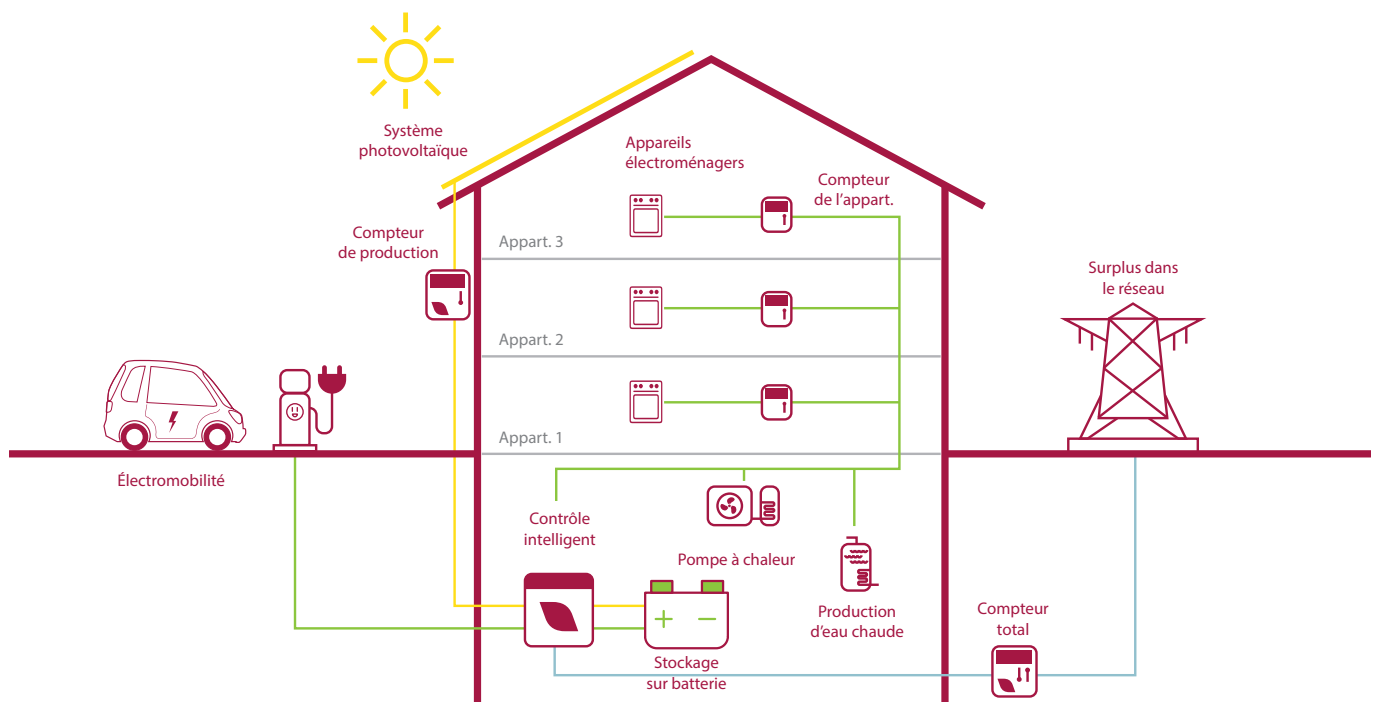 Système
photovoltaïque
Appareils
électroménagers
Compteur
de l'appart.
Compteur
de production
Appart. 3
Surplus dans
le réseau
Appart. 2
Appart. 1
Électromobilité
Contrôle
intelligent
Pompe à chaleur
Production
d'eau chaude
Compteur
total
Stockage
sur batterie